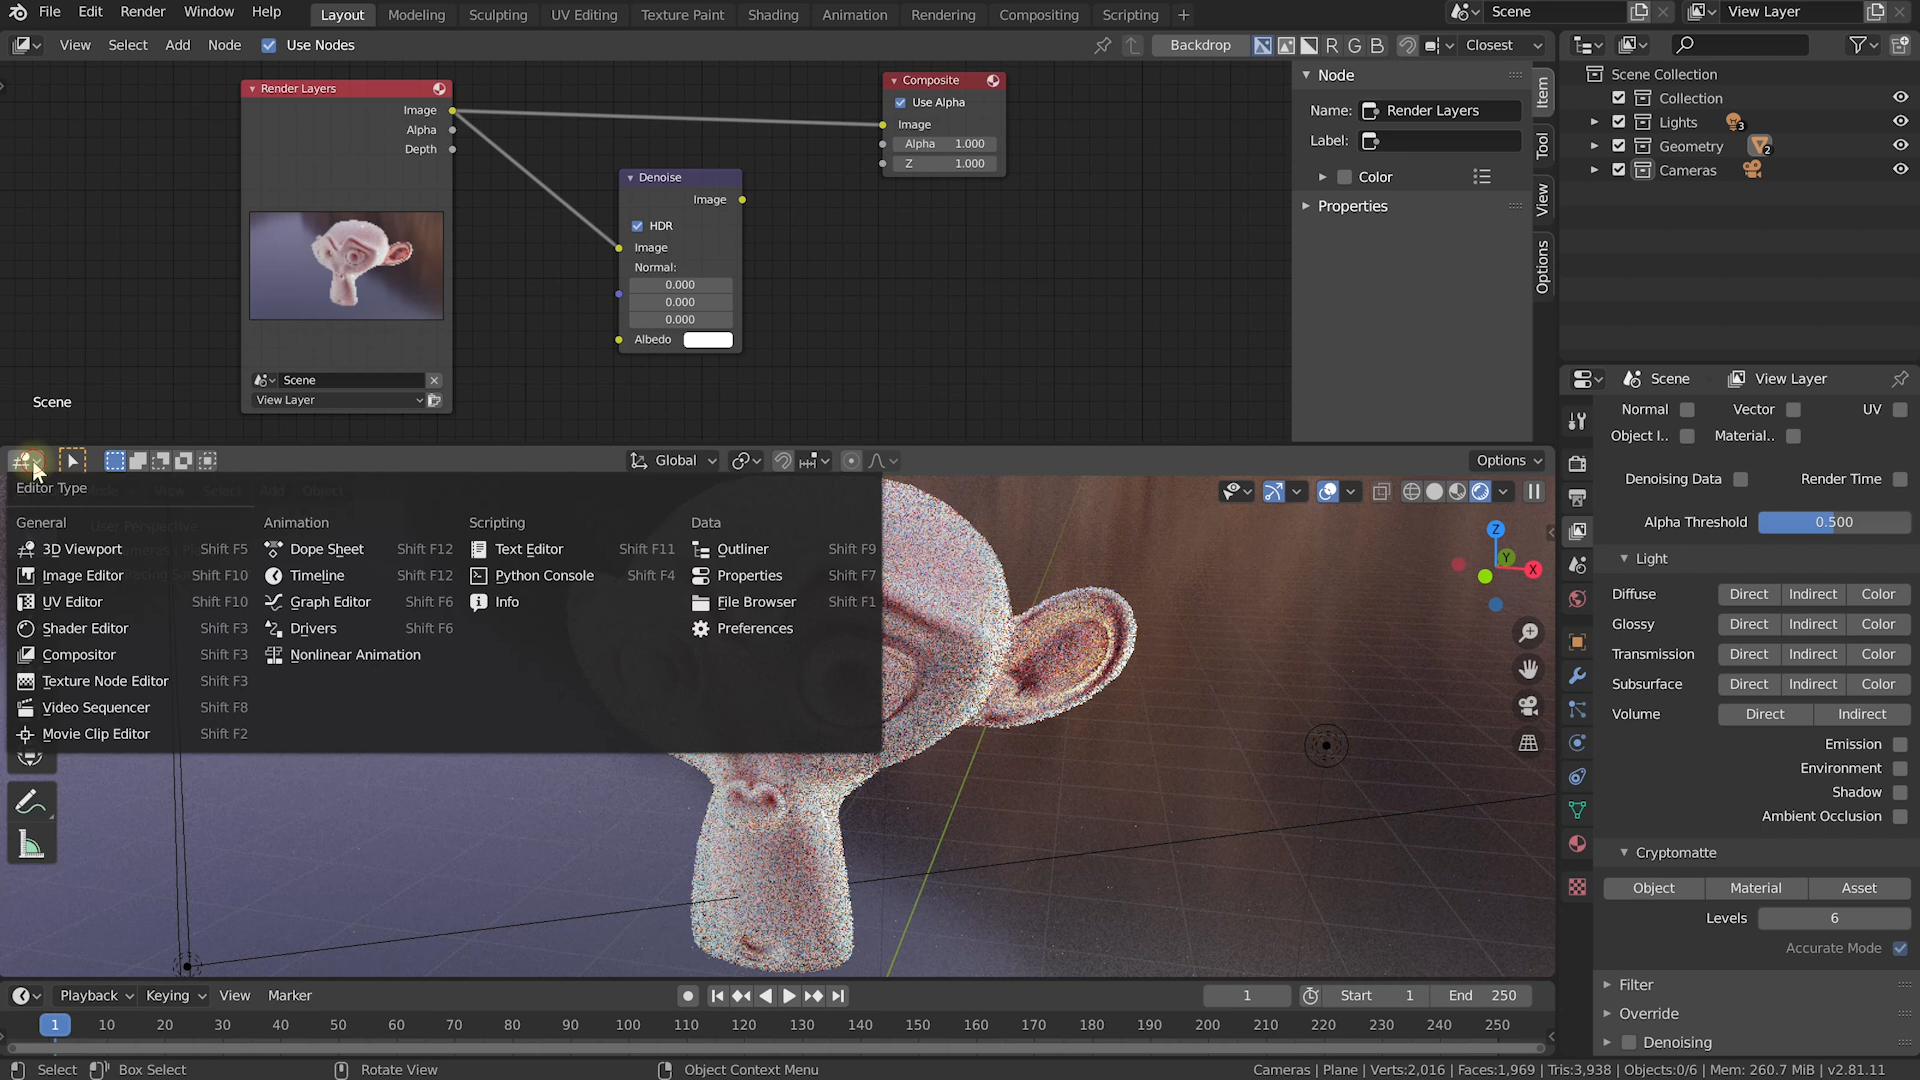 File Edit Render Window Help Layout Modeling Sculpting UV Editing Texture Paint Shading Animation Rendering Compositing Scripting + Scene View Layer
View Select Add Node Use Nodes Backdrop R G B Closest
Render Layers
Image
Alpha
Depth
Scene
View Layer
Scene
Denoise
Image
HDR
Image
Normal:
0.000
0.000
0.000
Albedo
Composite
Use Alpha
Image
Alpha 1.000
Z 1.000
Node
Name: Render Layers
Label:
Color
Properties
Item
Tool
View
Options
Scene Collection
Collection
Lights 3
Geometry 2
Cameras
Global Options
Editor Type
General
3D Viewport Shift F5
Image Editor Shift F10
UV Editor Shift F10
Shader Editor Shift F3
Compositor Shift F3
Texture Node Editor Shift F3
Video Sequencer Shift F8
Movie Clip Editor Shift F2
Animation
Dope Sheet Shift F12
Timeline Shift F12
Graph Editor Shift F6
Drivers Shift F6
Nonlinear Animation
Scripting
Text Editor Shift F11
Python Console Shift F4
Info
Data
Outliner Shift F9
Properties Shift F7
File Browser Shift F1
Preferences
Z
Y
X
Scene View Layer
Normal Vector UV
Object I.. Material..
Denoising Data Render Time
Alpha Threshold 0.500
Light
Diffuse Direct Indirect Color
Glossy Direct Indirect Color
Transmission Direct Indirect Color
Subsurface Direct Indirect Color
Volume Direct Indirect
Emission
Environment
Shadow
Ambient Occlusion
Cryptomatte
Object Material Asset
Levels 6
Accurate Mode
Filter
Override
Denoising
Playback Keying View Marker 1 Start 1 End 250
1 10 20 30 40 50 60 70 80 90 100 110 120 130 140 150 160 170 180 190 200 210 220 230 240 250
Select Box Select Rotate View Object Context Menu Cameras | Plane | Verts:2,016 | Faces:1,969 | Tris:3,938 | Objects:0/6 | Mem: 260.7 MiB | v2.81.11